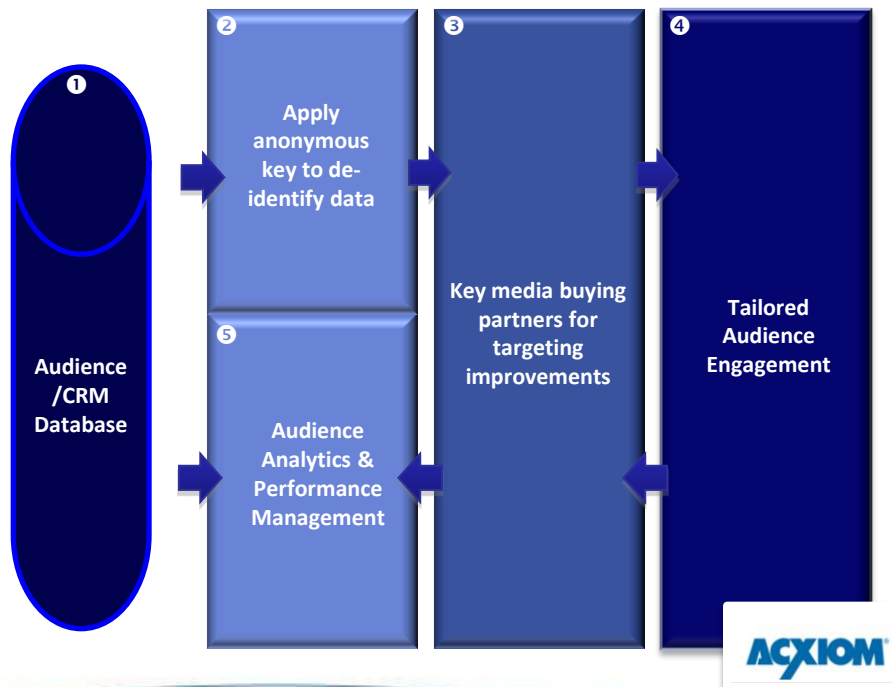 ❶
Audience
/CRM
Database
❷
Apply
anonymous
key to de-
identify data
❸
Key media buying
partners for
targeting
improvements
❹
Tailored
Audience
Engagement
❺
Audience
Analytics &
Performance
Management
ACXIOM®